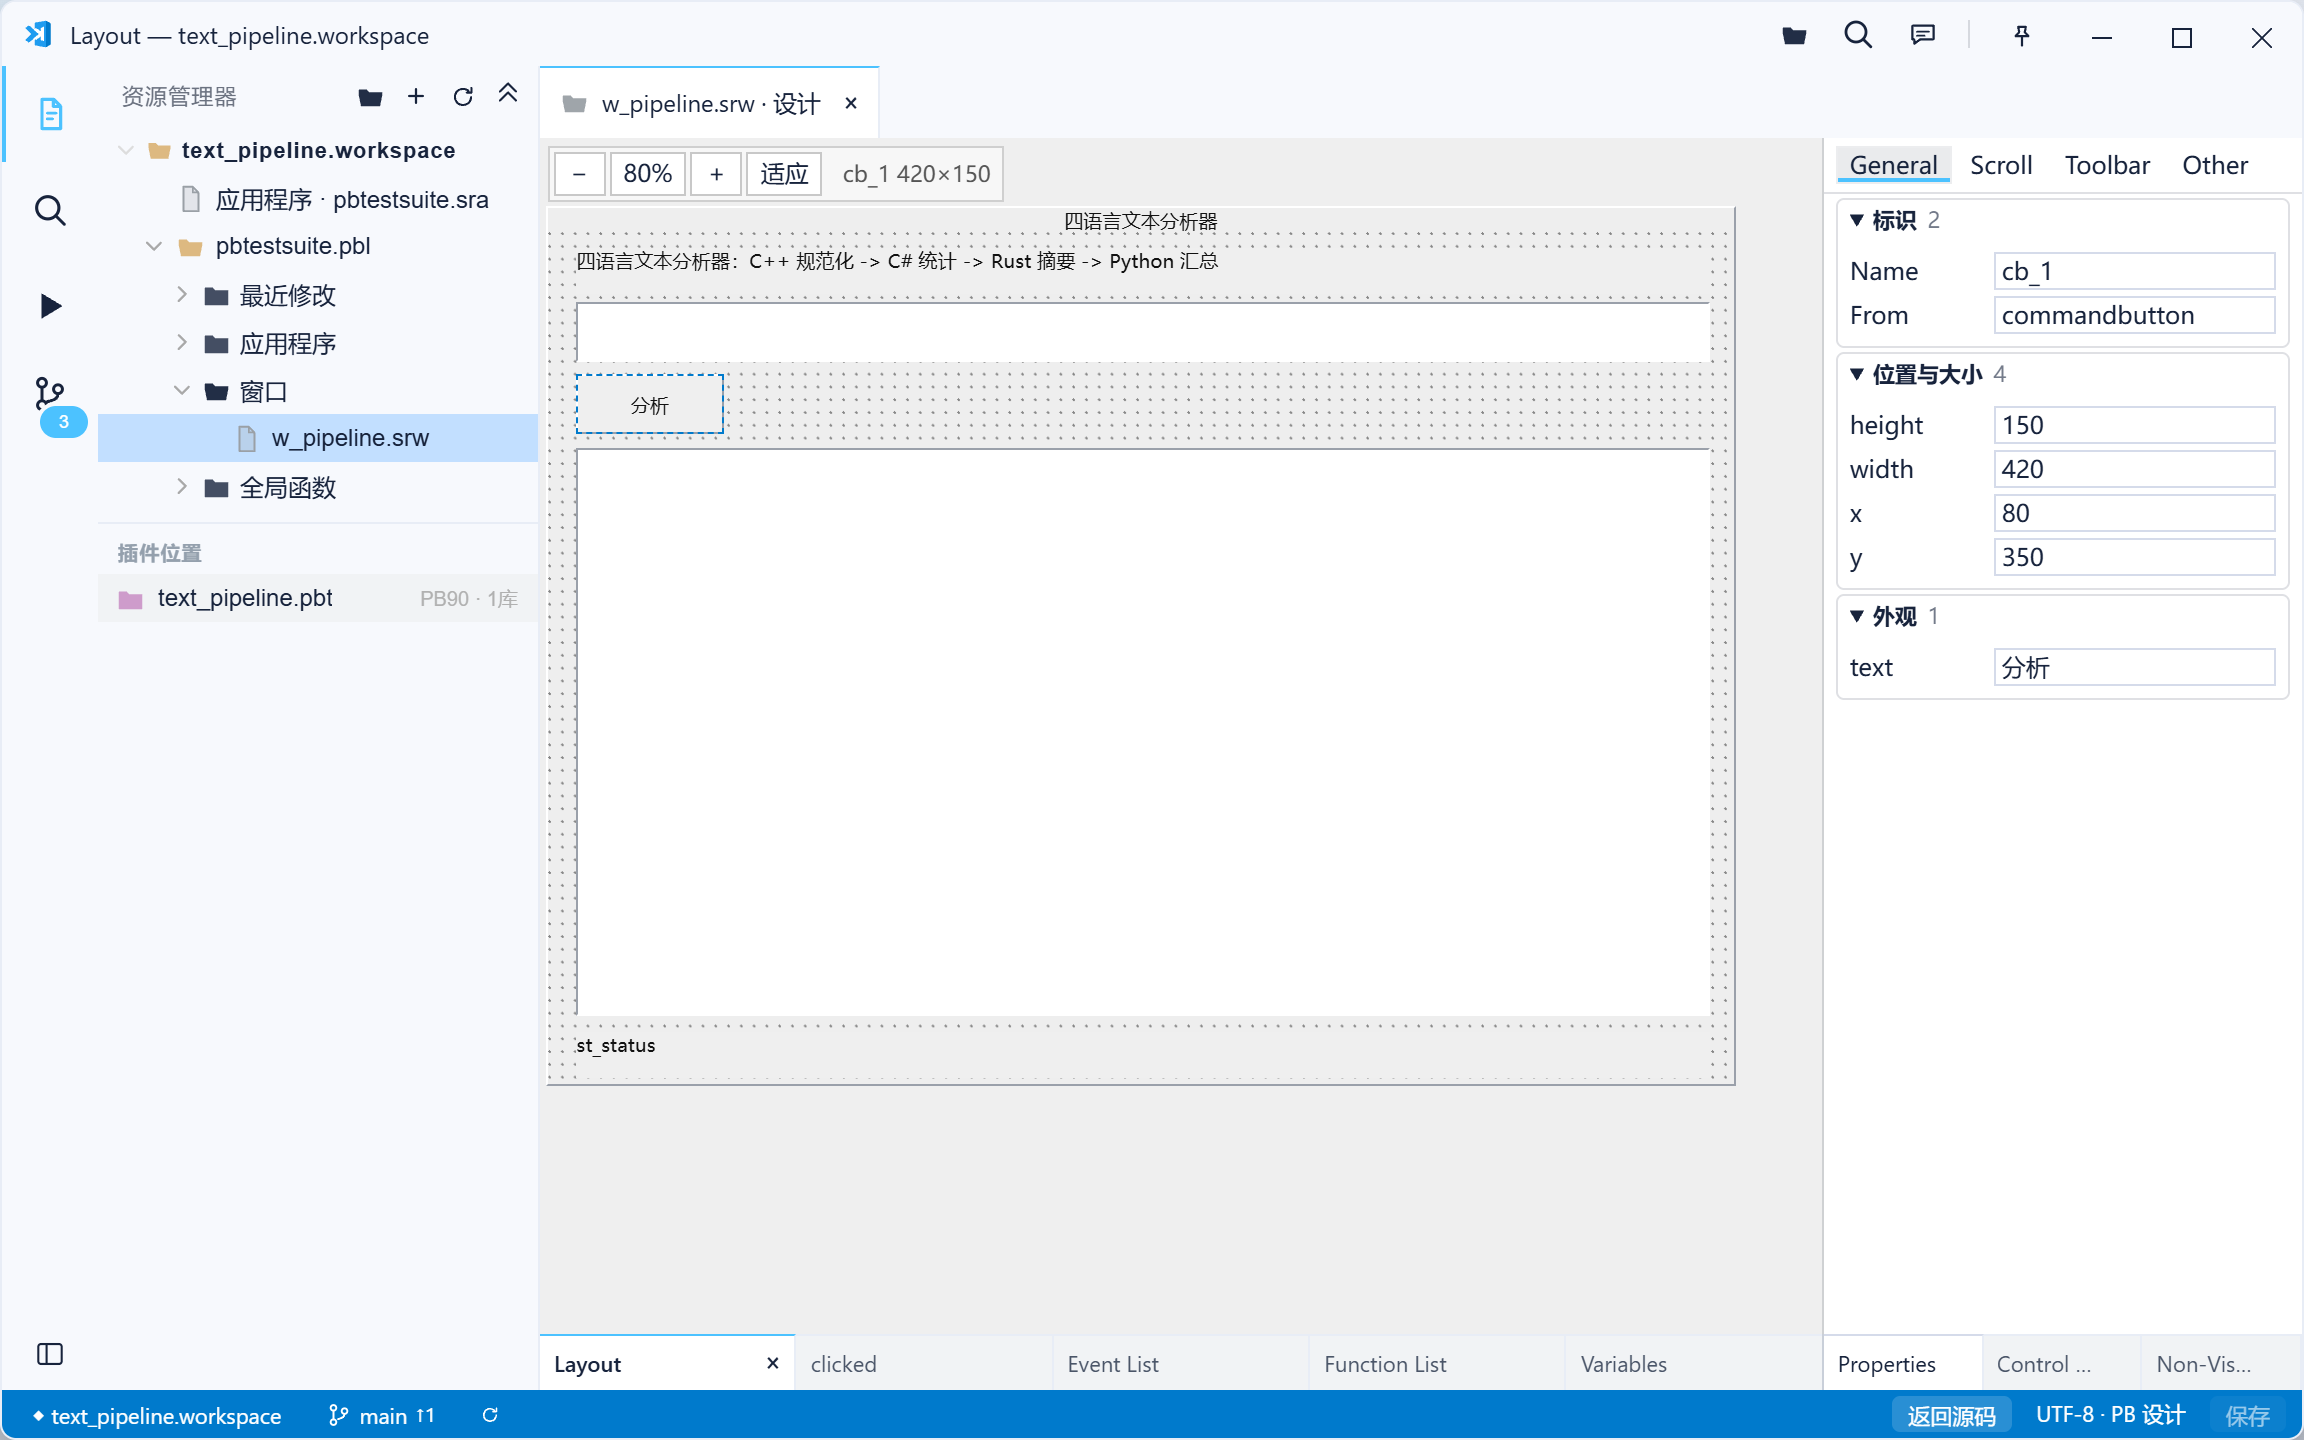 Layout — text_pipeline.workspace
资源管理器
text_pipeline.workspace
应用程序 · pbtestsuite.sra
pbtestsuite.pbl
最近修改
应用程序
窗口
w_pipeline.srw
全局函数
插件位置
text_pipeline.pbt PB90 · 1库
3
w_pipeline.srw · 设计 ×
− 80% + 适应 cb_1 420×150
四语言文本分析器
四语言文本分析器：C++ 规范化 -> C# 统计 -> Rust 摘要 -> Python 汇总
分析
st_status
General Scroll Toolbar Other
标识 2
Name cb_1
From commandbutton
位置与大小 4
height 150
width 420
x 80
y 350
外观 1
text 分析
Layout × clicked Event List Function List Variables
Properties Control ... Non-Vis...
text_pipeline.workspace main ↑1 返回源码 UTF-8 · PB 设计 保存